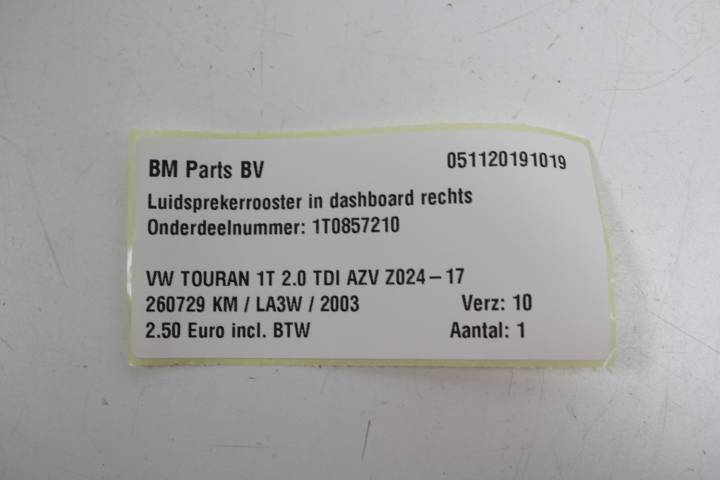 BM Parts BV 051120191019
Luidsprekerrooster in dashboard rechts
Onderdeelnummer: 1T0857210
VW TOURAN 1T 2.0 TDI AZV Z024-17
260729 KM / LA3W / 2003 Verz: 10
2.50 Euro incl. BTW Aantal: 1